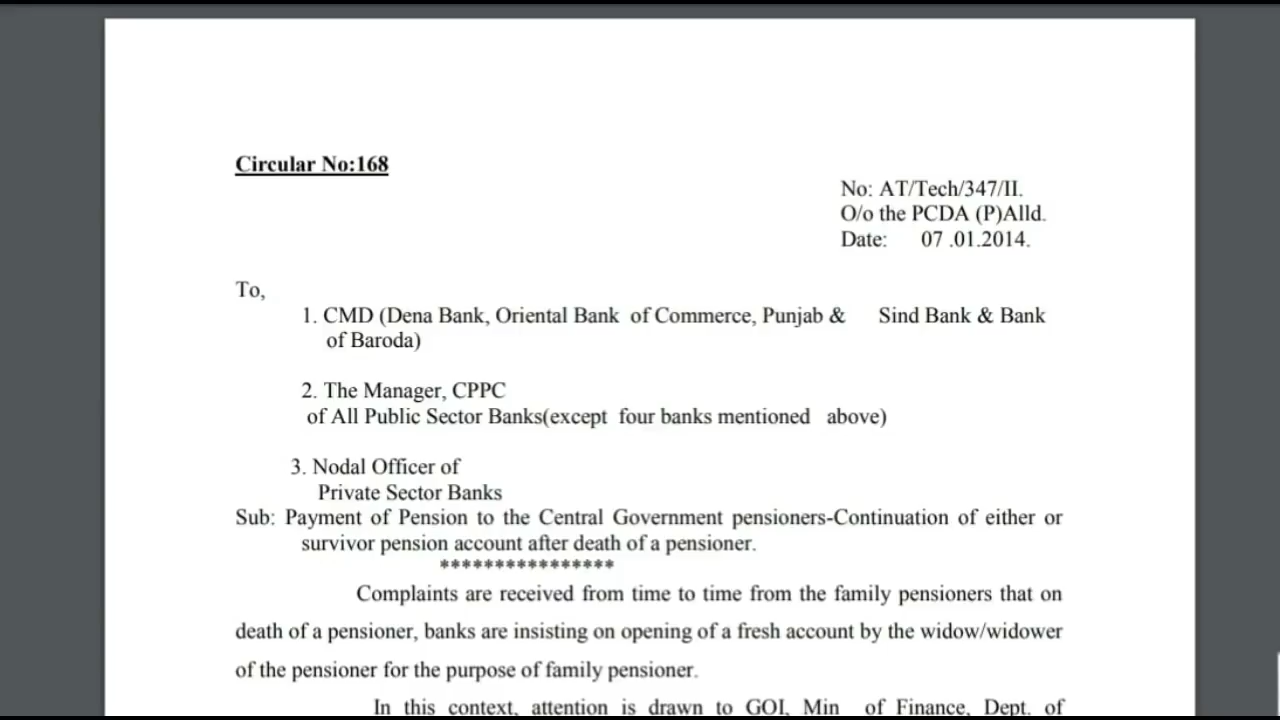 Circular No:168
No: AT/Tech/347/II.
O/o the PCDA (P)Alld.
Date: 07 .01.2014.
To,
1. CMD (Dena Bank, Oriental Bank of Commerce, Punjab & Sind Bank & Bank
of Baroda)
2. The Manager, CPPC
of All Public Sector Banks(except four banks mentioned above)
3. Nodal Officer of
Private Sector Banks
Sub: Payment of Pension to the Central Government pensioners-Continuation of either or
survivor pension account after death of a pensioner.
****************
Complaints are received from time to time from the family pensioners that on
death of a pensioner, banks are insisting on opening of a fresh account by the widow/widower
of the pensioner for the purpose of family pensioner.
In this context, attention is drawn to GOI, Min of Finance, Dept. of